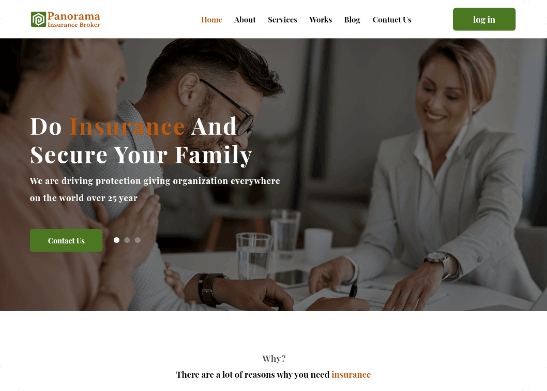 Panorama
Insurance Broker
Home About Services Works Blog Contact Us
log in
Do Insurance And
Secure Your Family
We are driving protection giving organization everywhere
on the world over 25 year
Contact Us
Why?
There are a lot of reasons why you need insurance